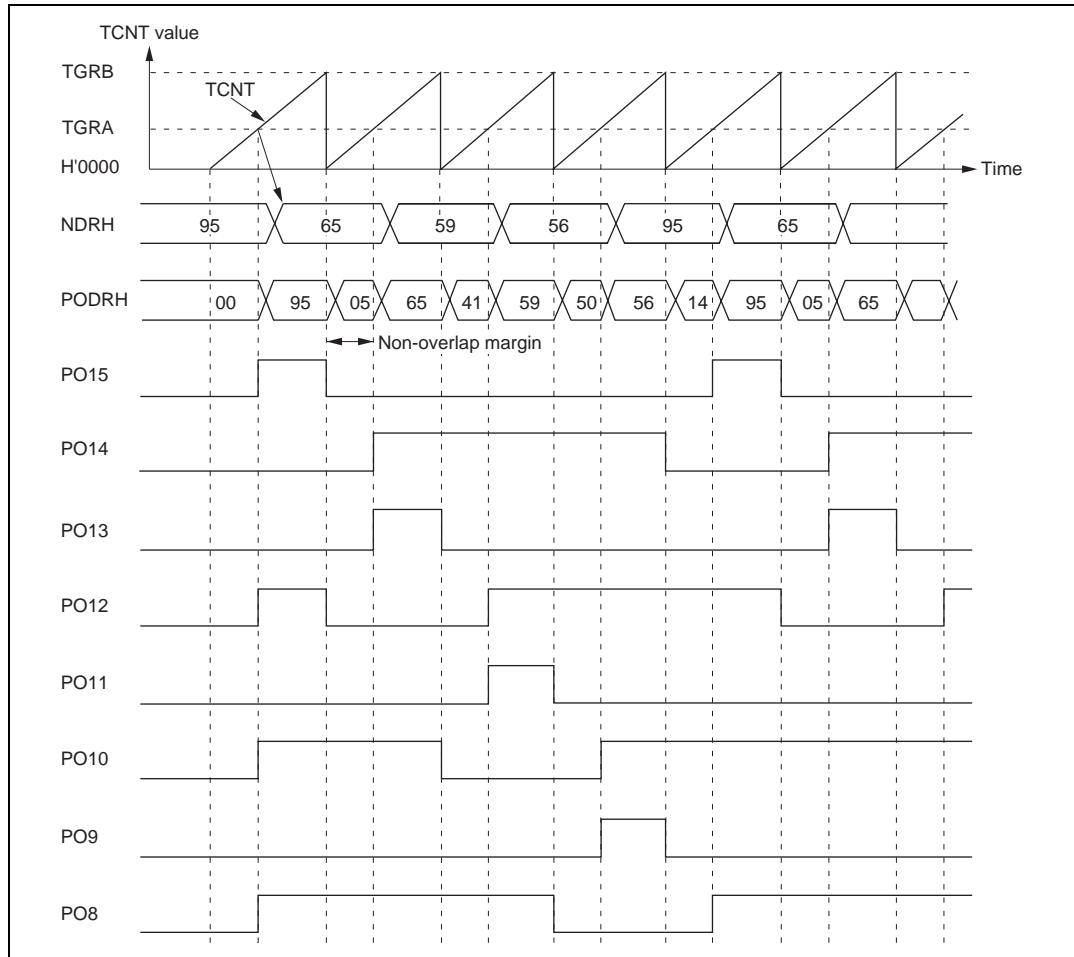 TCNT value
TGRB
TCNT
TGRA
H'0000
Time
NDRH 95 65 59 56 95 65
PODRH 00 95 05 65 41 59 50 56 14 95 05 65
Non-overlap margin
PO15
PO14
PO13
PO12
PO11
PO10
PO9
PO8